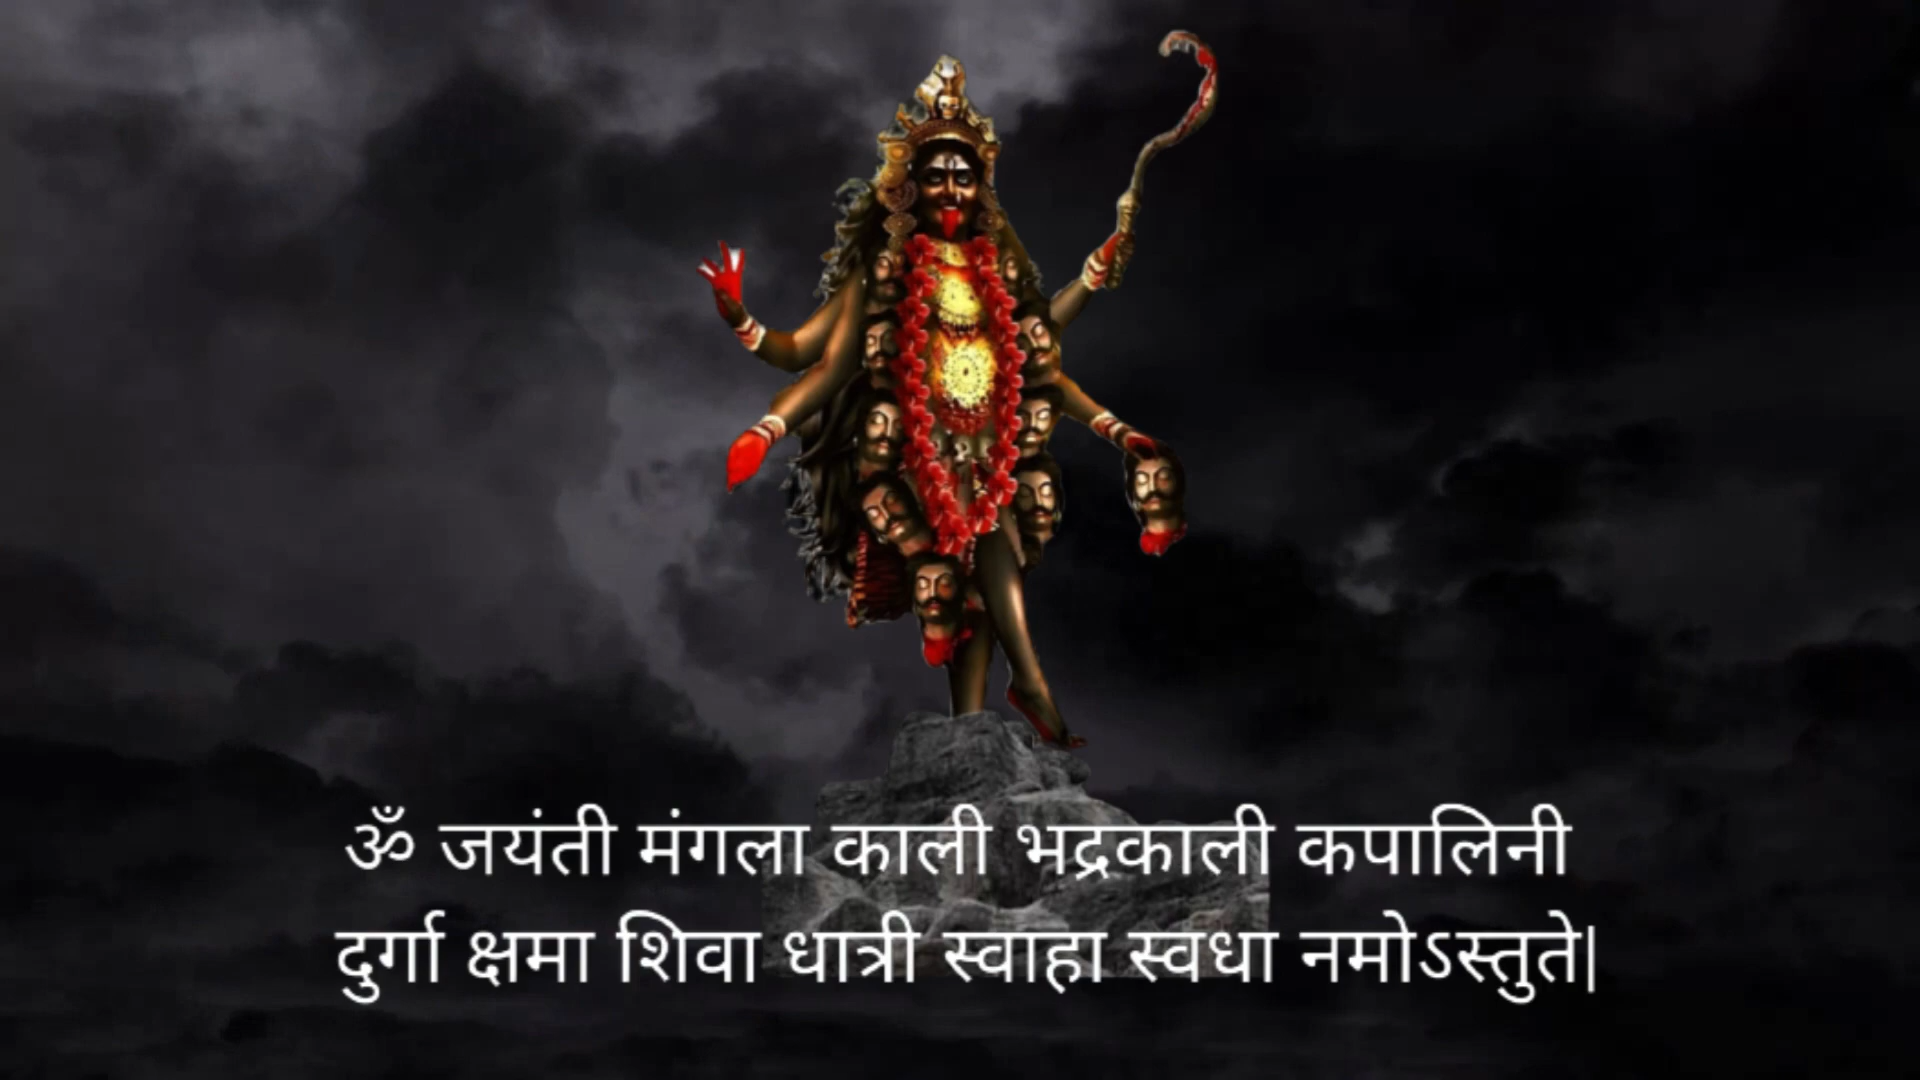 ॐ जयंती मंगला काली भद्रकाली कपालिनी
दुर्गा क्षमा शिवा धात्री स्वाहा स्वधा नमोऽस्तुते|